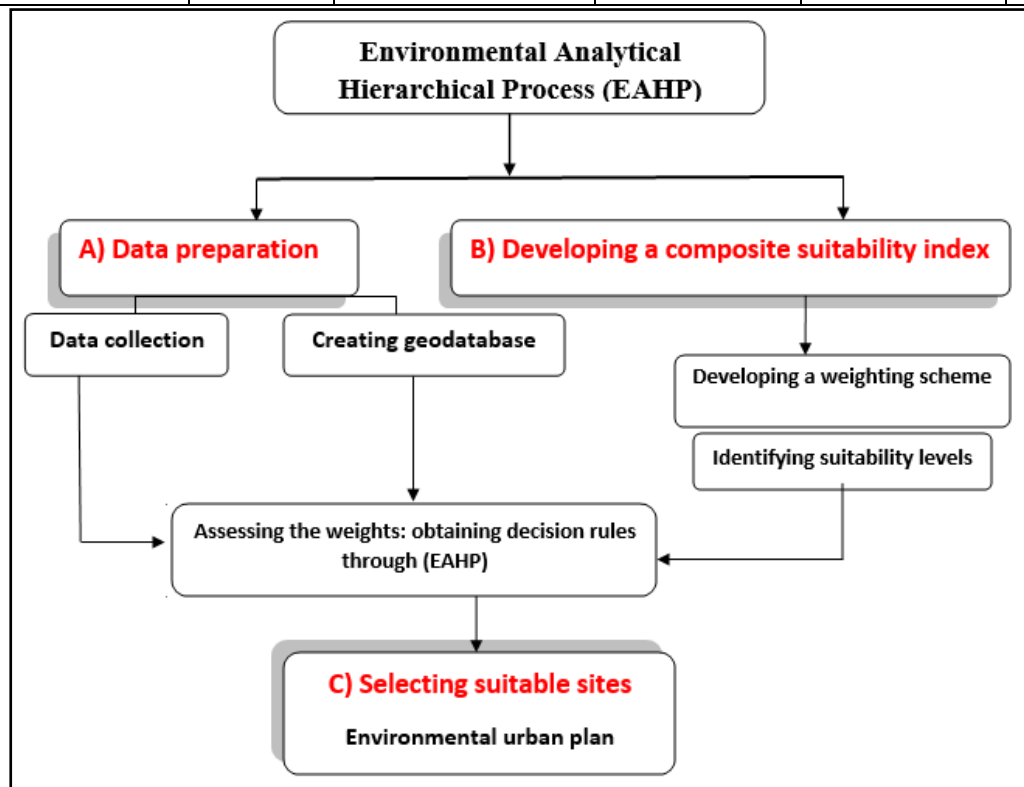 Environmental Analytical
Hierarchical Process (EAHP)
A) Data preparation
B) Developing a composite suitability index
Data collection
Creating geodatabase
Developing a weighting scheme
Identifying suitability levels
Assessing the weights: obtaining decision rules
through (EAHP)
C) Selecting suitable sites
Environmental urban plan